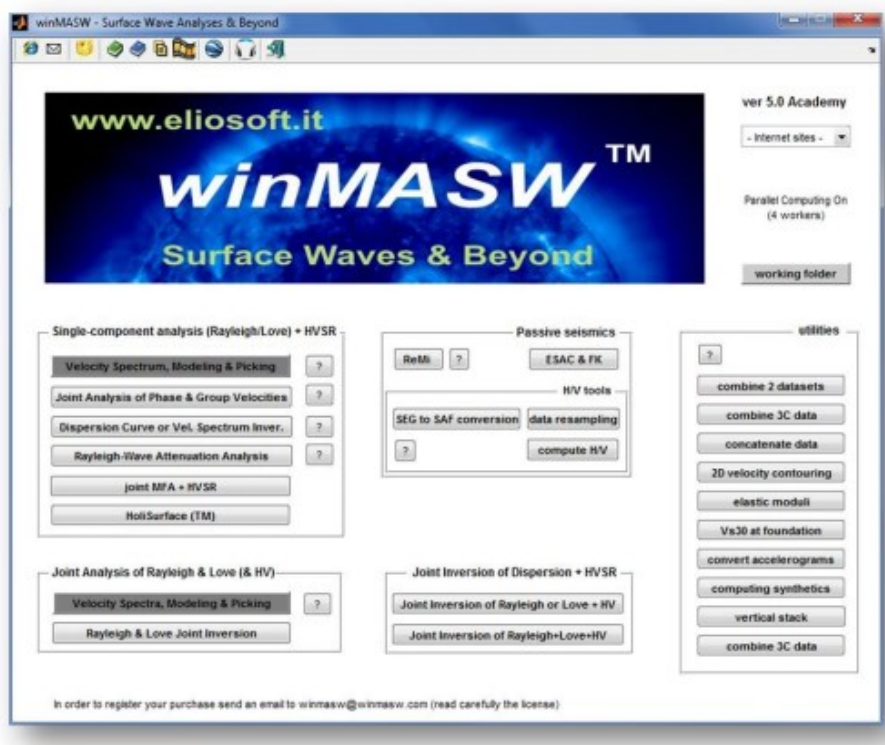 winMASW - Surface Wave Analyses & Beyond
www.eliosoft.it
winMASW™
Surface Waves & Beyond
ver 5.0 Academy
- Internet sites -
Parallel Computing On
(4 workers)
working folder
Single-component analysis (Rayleigh/Love) + HVSR
Velocity Spectrum, Modeling & Picking ?
Joint Analysis of Phase & Group Velocities ?
Dispersion Curve or Vel. Spectrum Inver. ?
Rayleigh-Wave Attenuation Analysis ?
joint MFA + HVSR
HoliSurface (TM)
Joint Analysis of Rayleigh & Love (& HV)
Velocity Spectra, Modeling & Picking ?
Rayleigh & Love Joint Inversion
Passive seismics
ReMi ? ESAC & FK
H/V tools
SEG to SAF conversion data resampling
? compute H/V
Joint Inversion of Dispersion + HVSR
Joint Inversion of Rayleigh or Love + HV
Joint Inversion of Rayleigh+Love+HV
utilities
?
combine 2 datasets
combine 3C data
concatenate data
2D velocity contouring
elastic moduli
Vs30 at foundation
convert accelerograms
computing synthetics
vertical stack
combine 3C data
In order to register your purchase send an email to winmasw@winmasw.com (read carefully the license)